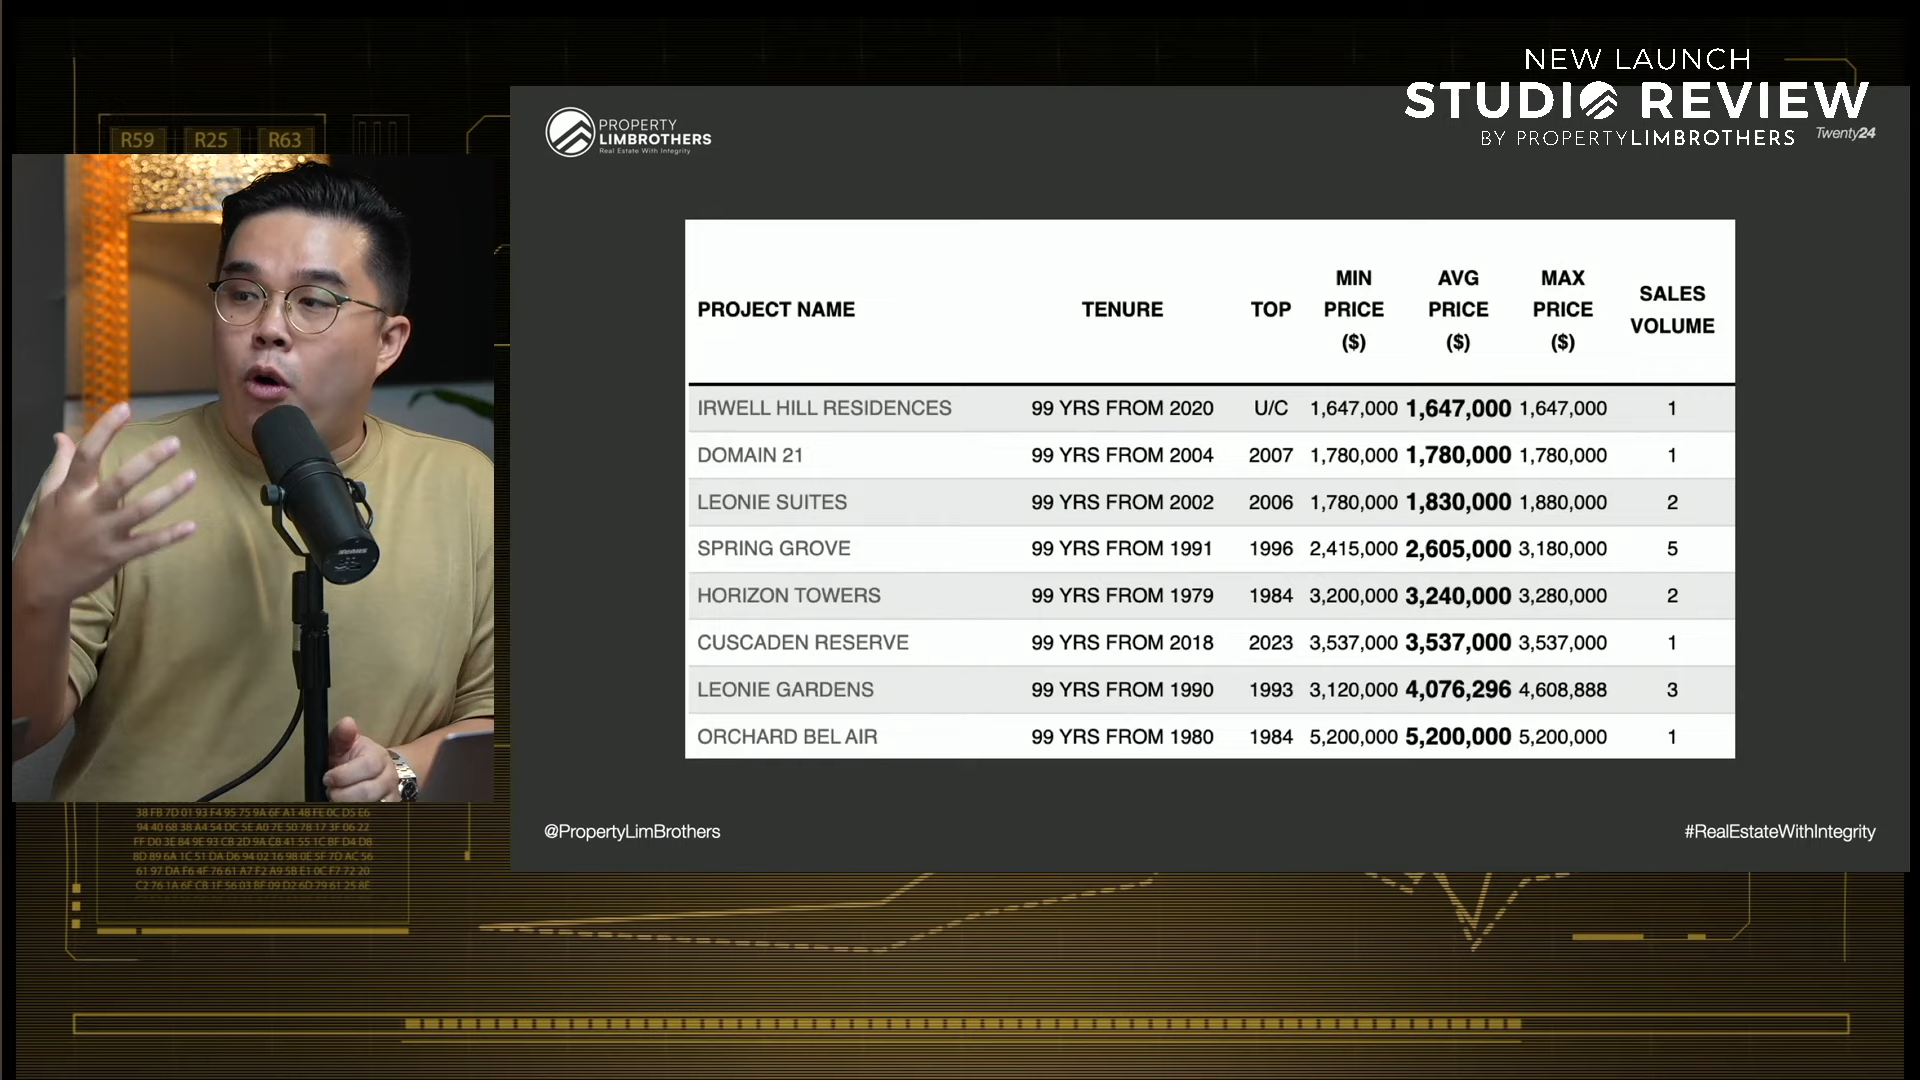 NEW LAUNCH
STUDIO REVIEW
BY PROPERTYLIMBROTHERS Twenty24
R59 R25 R63
PROPERTY
LIMBROTHERS
Real Estate With Integrity
PROJECT NAME TENURE TOP MIN PRICE ($) AVG PRICE ($) MAX PRICE ($) SALES VOLUME
IRWELL HILL RESIDENCES 99 YRS FROM 2020 U/C 1,647,000 1,647,000 1,647,000 1
DOMAIN 21 99 YRS FROM 2004 2007 1,780,000 1,780,000 1,780,000 1
LEONIE SUITES 99 YRS FROM 2002 2006 1,780,000 1,830,000 1,880,000 2
SPRING GROVE 99 YRS FROM 1991 1996 2,415,000 2,605,000 3,180,000 5
HORIZON TOWERS 99 YRS FROM 1979 1984 3,200,000 3,240,000 3,280,000 2
CUSCADEN RESERVE 99 YRS FROM 2018 2023 3,537,000 3,537,000 3,537,000 1
LEONIE GARDENS 99 YRS FROM 1990 1993 3,120,000 4,076,296 4,608,888 3
ORCHARD BEL AIR 99 YRS FROM 1980 1984 5,200,000 5,200,000 5,200,000 1
@PropertyLimBrothers
#RealEstateWithIntegrity